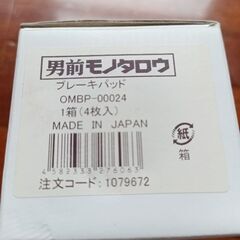 男前モノタロウ
ブレーキパッド
OMBP-00024
1箱(4枚入)
MADE IN JAPAN
4582338276063
注文コード:1079672
紙
箱